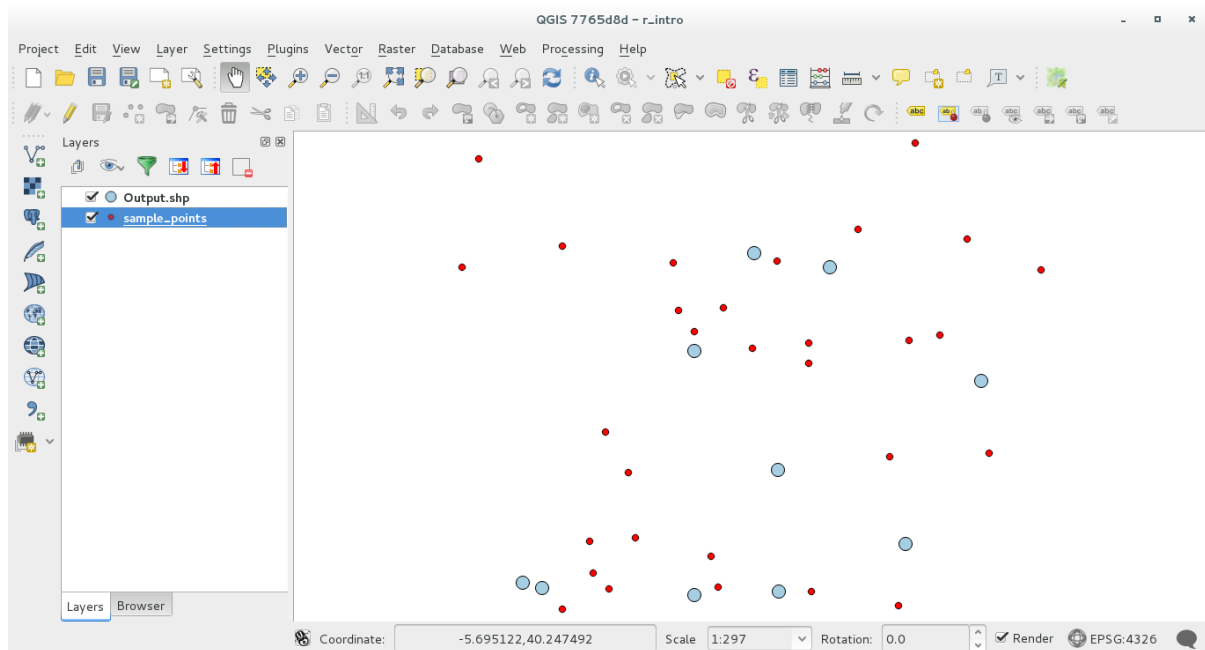 QGIS 7765d8d - r_intro
Project Edit View Layer Settings Plugins Vector Raster Database Web Processing Help
abc
Layers
Output.shp
sample_points
Layers Browser
Coordinate: -5.695122,40.247492 Scale 1:297 Rotation: 0.0 Render EPSG:4326